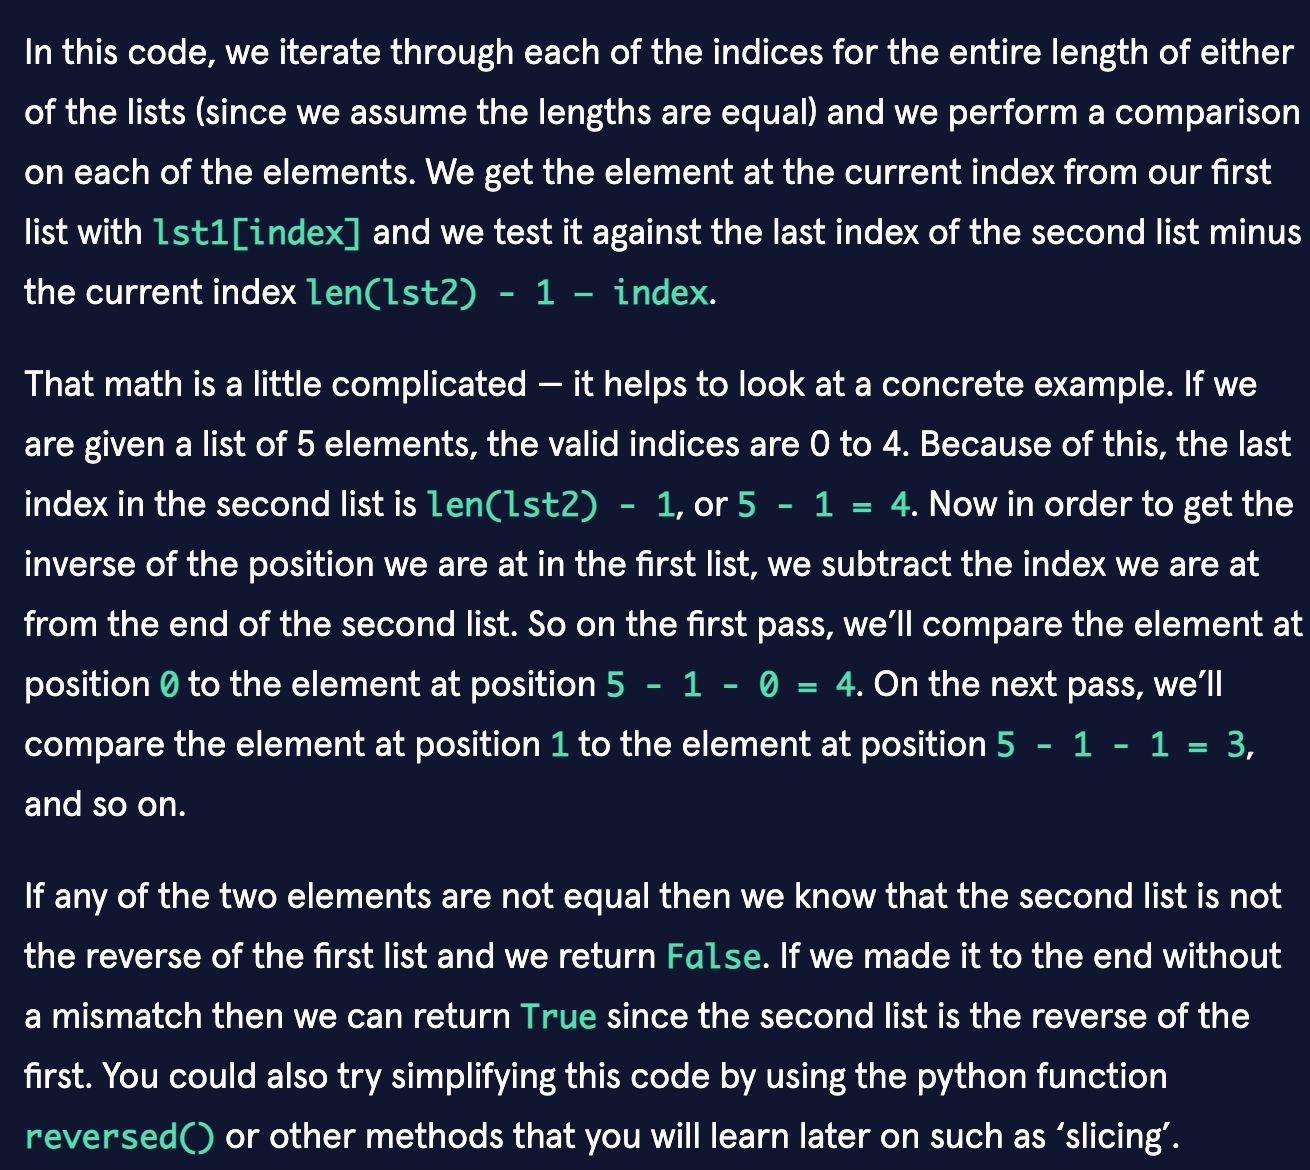 In this code, we iterate through each of the indices for the entire length of either
of the lists (since we assume the lengths are equal) and we perform a comparison
on each of the elements. We get the element at the current index from our first
list with lst1[index] and we test it against the last index of the second list minus
the current index len(lst2) - 1 – index.
That math is a little complicated — it helps to look at a concrete example. If we
are given a list of 5 elements, the valid indices are 0 to 4. Because of this, the last
index in the second list is len(lst2) - 1, or 5 - 1 = 4. Now in order to get the
inverse of the position we are at in the first list, we subtract the index we are at
from the end of the second list. So on the first pass, we’ll compare the element at
position 0 to the element at position 5 - 1 - 0 = 4. On the next pass, we’ll
compare the element at position 1 to the element at position 5 - 1 - 1 = 3,
and so on.
If any of the two elements are not equal then we know that the second list is not
the reverse of the first list and we return False. If we made it to the end without
a mismatch then we can return True since the second list is the reverse of the
first. You could also try simplifying this code by using the python function
reversed() or other methods that you will learn later on such as ‘slicing’.